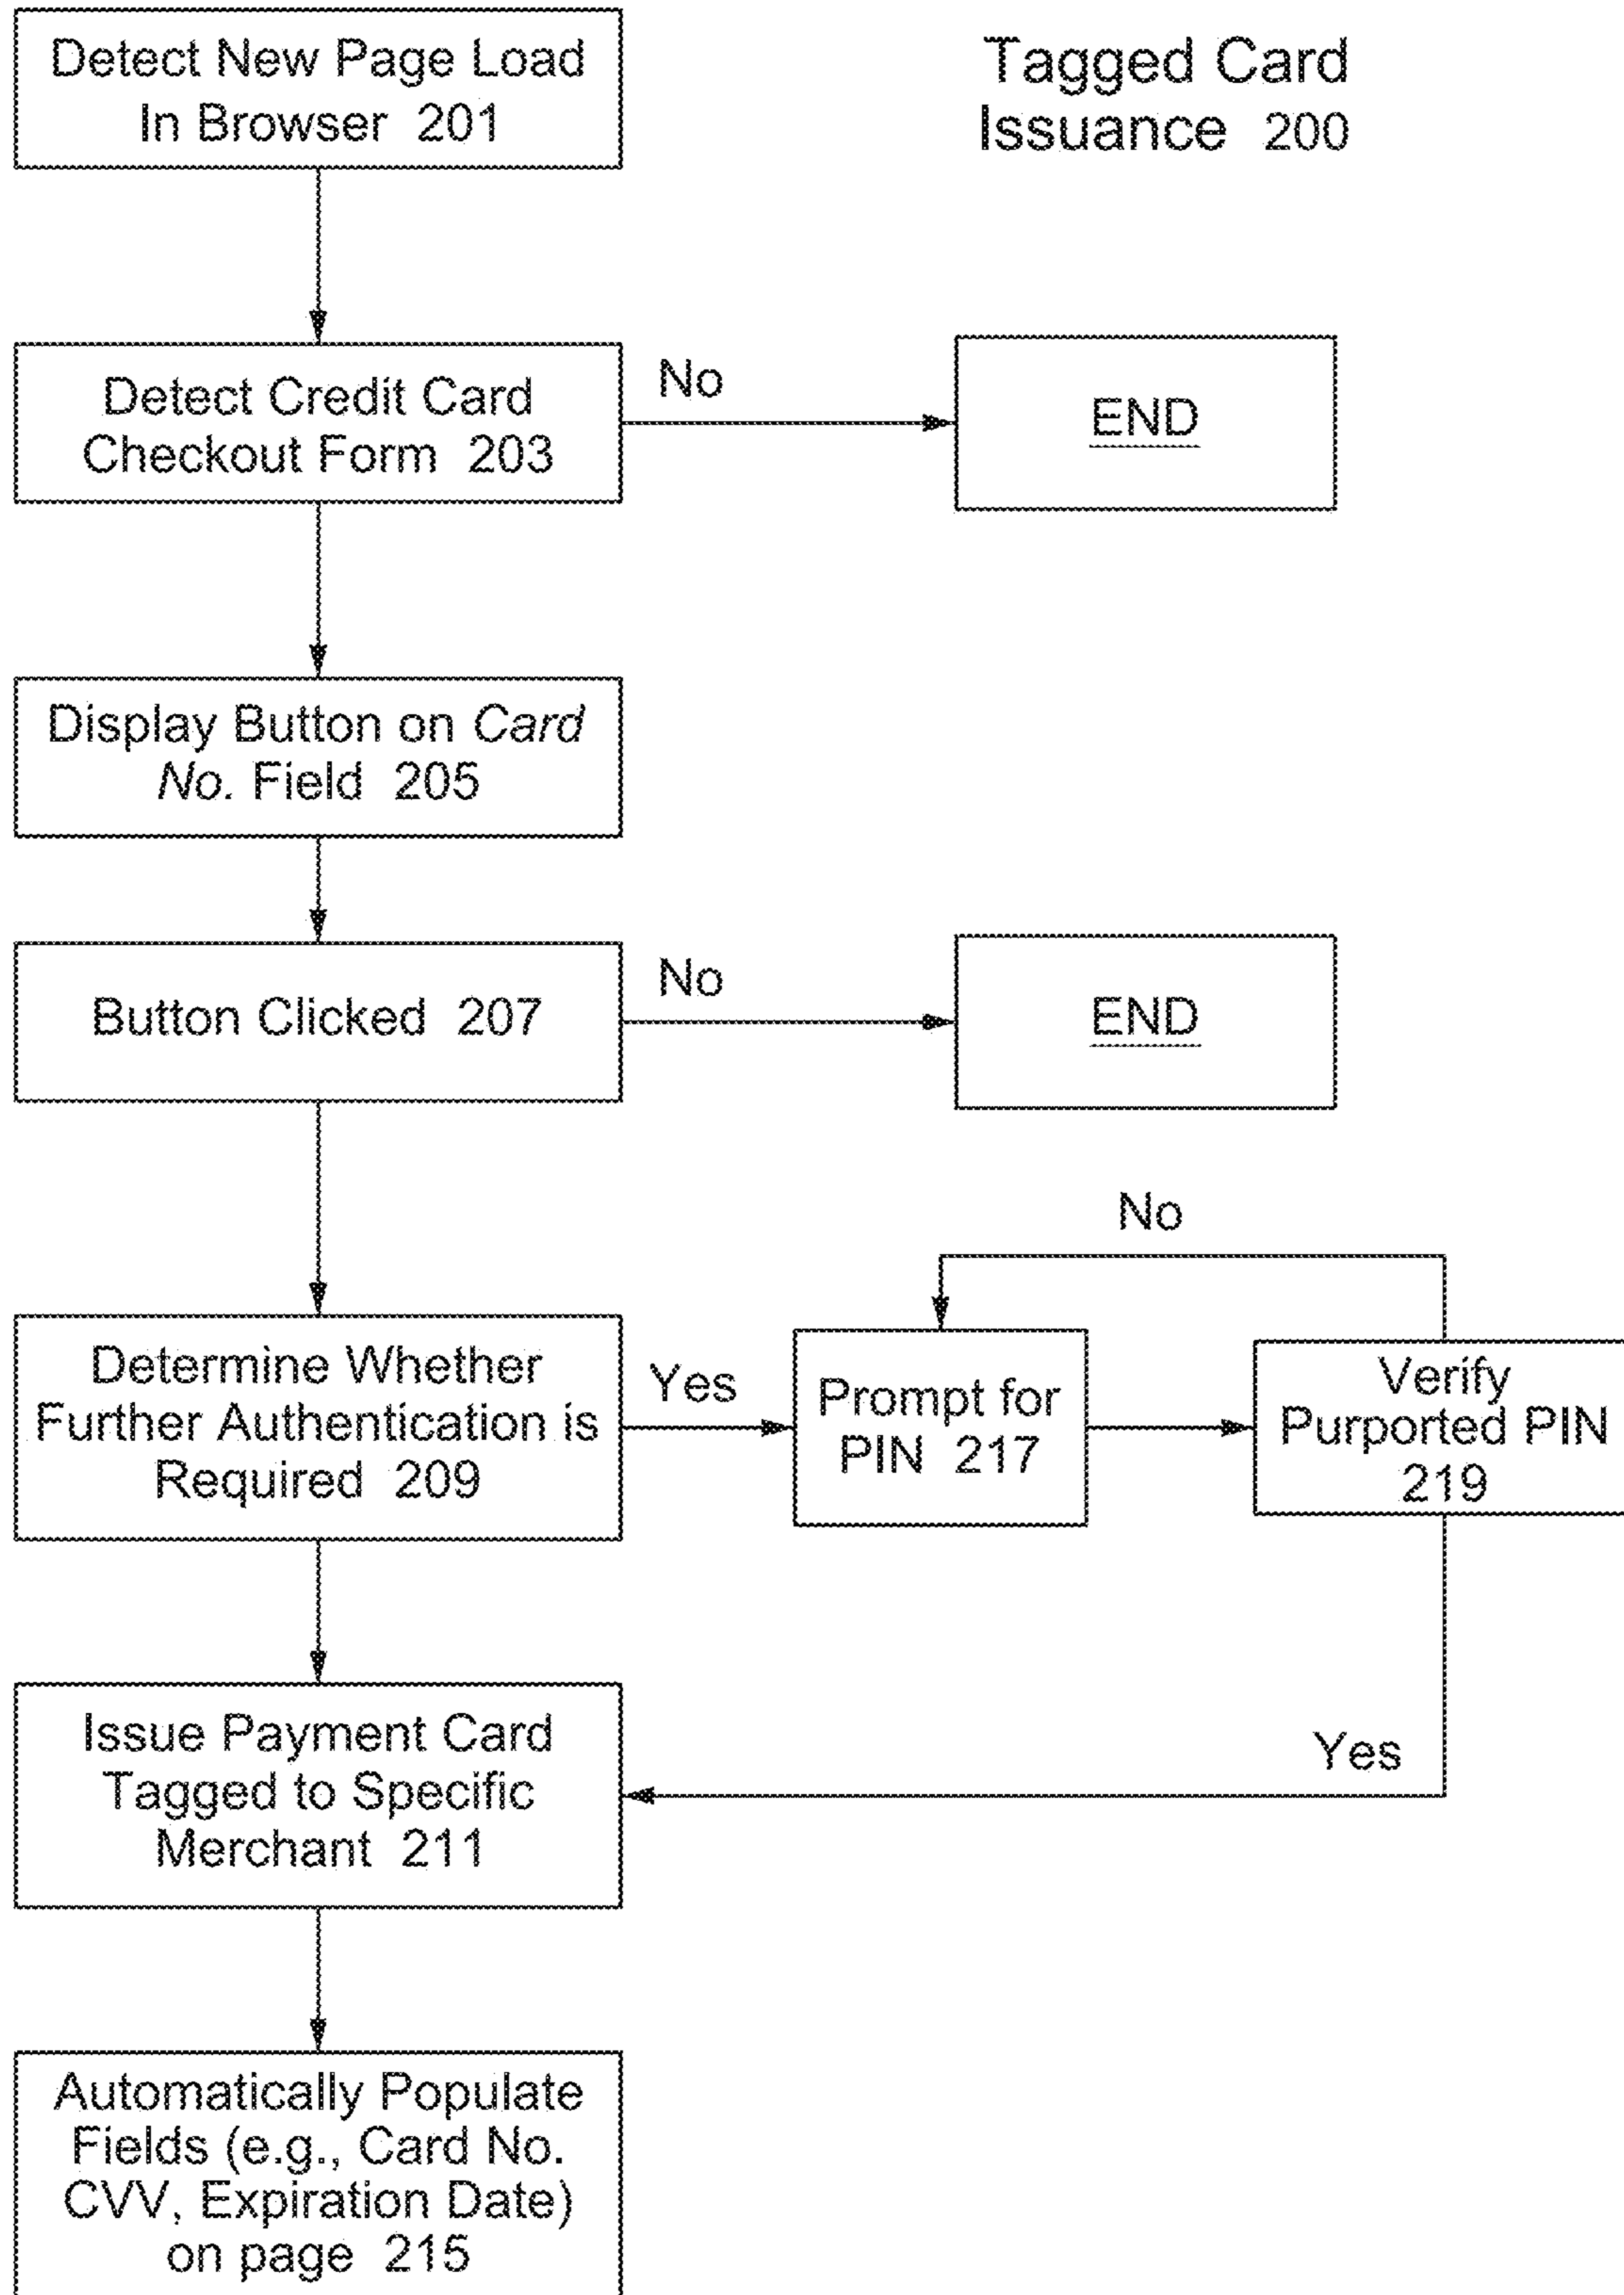 Detect New Page Load
In Browser 201
Tagged Card
Issuance 200
Detect Credit Card
Checkout Form 203
No
END
Display Button on Card
No. Field 205
Button Clicked 207
No
END
No
Determine Whether
Further Authentication is
Required 209
Yes
Prompt for
PIN 217
Verify
Purported PIN
219
Issue Payment Card
Tagged to Specific
Merchant 211
Yes
Automatically Populate
Fields (e.g., Card No.
CVV, Expiration Date)
on page 215